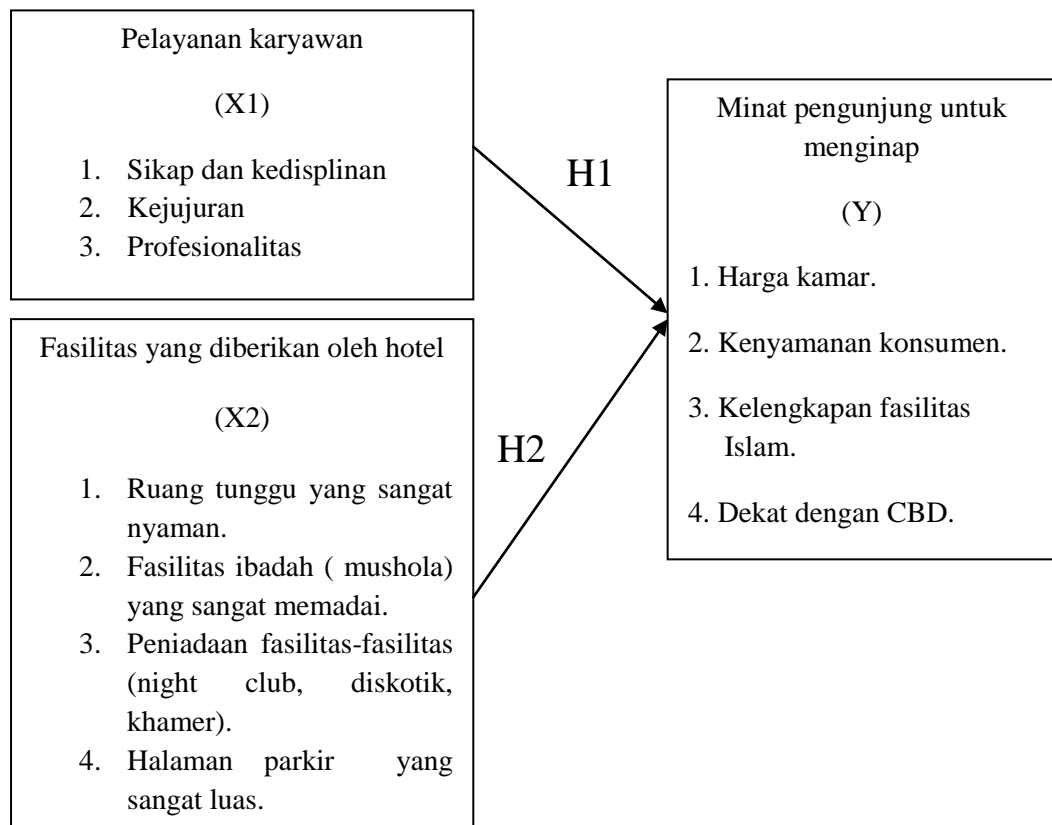 Pelayanan karyawan
(X1)
1. Sikap dan kedisplinan
2. Kejujuran
3. Profesionalitas
H1
Fasilitas yang diberikan oleh hotel
(X2)
1. Ruang tunggu yang sangat
nyaman.
2. Fasilitas ibadah ( mushola)
yang sangat memadai.
3. Peniadaan fasilitas-fasilitas
(night club, diskotik,
khamer).
4. Halaman parkir yang
sangat luas.
H2
Minat pengunjung untuk
menginap
(Y)
1. Harga kamar.
2. Kenyamanan konsumen.
3. Kelengkapan fasilitas
Islam.
4. Dekat dengan CBD.